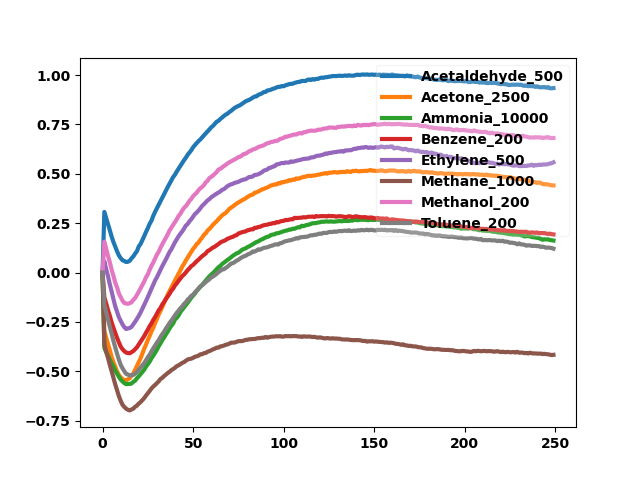 1.00
0.75
0.50
0.25
0.00
−0.25
−0.50
−0.75
0 50 100 150 200 250
Acetaldehyde_500
Acetone_2500
Ammonia_10000
Benzene_200
Ethylene_500
Methane_1000
Methanol_200
Toluene_200